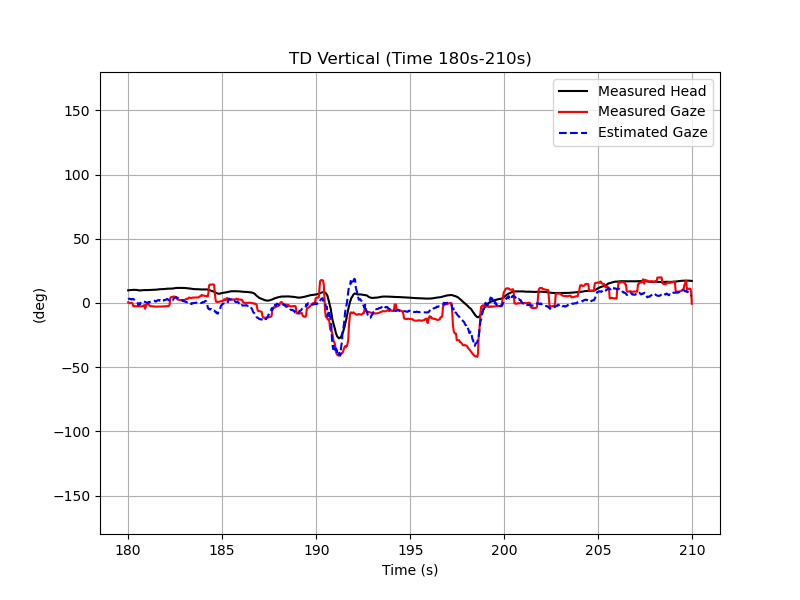 TD Vertical (Time 180s-210s)
Measured Head
Measured Gaze
Estimated Gaze
150
100
50
0
−50
−100
−150
(deg)
180 185 190 195 200 205 210
Time (s)